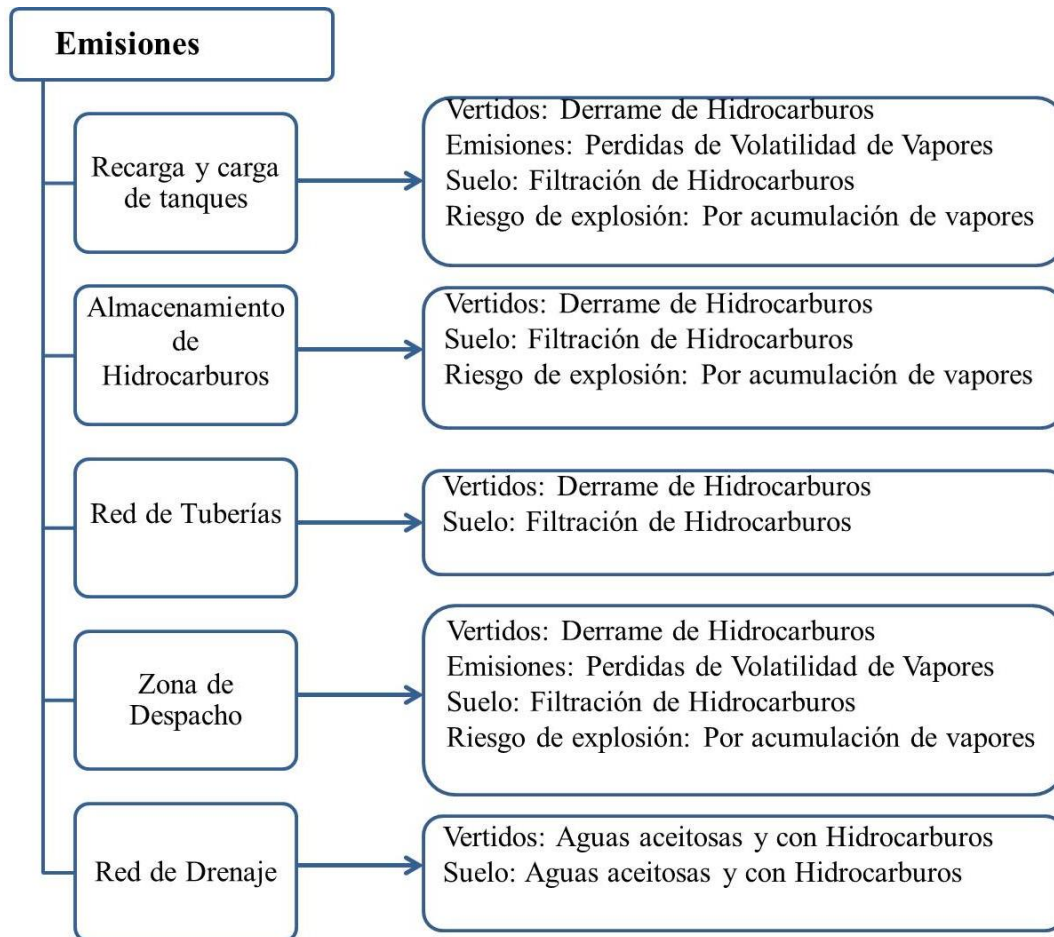 Emisiones
Recarga y carga
de tanques
Vertidos: Derrame de Hidrocarburos
Emisiones: Perdidas de Volatilidad de Vapores
Suelo: Filtración de Hidrocarburos
Riesgo de explosión: Por acumulación de vapores
Almacenamiento
de
Hidrocarburos
Vertidos: Derrame de Hidrocarburos
Suelo: Filtración de Hidrocarburos
Riesgo de explosión: Por acumulación de vapores
Red de Tuberías
Vertidos: Derrame de Hidrocarburos
Suelo: Filtración de Hidrocarburos
Zona de
Despacho
Vertidos: Derrame de Hidrocarburos
Emisiones: Perdidas de Volatilidad de Vapores
Suelo: Filtración de Hidrocarburos
Riesgo de explosión: Por acumulación de vapores
Red de Drenaje
Vertidos: Aguas aceitosas y con Hidrocarburos
Suelo: Aguas aceitosas y con Hidrocarburos